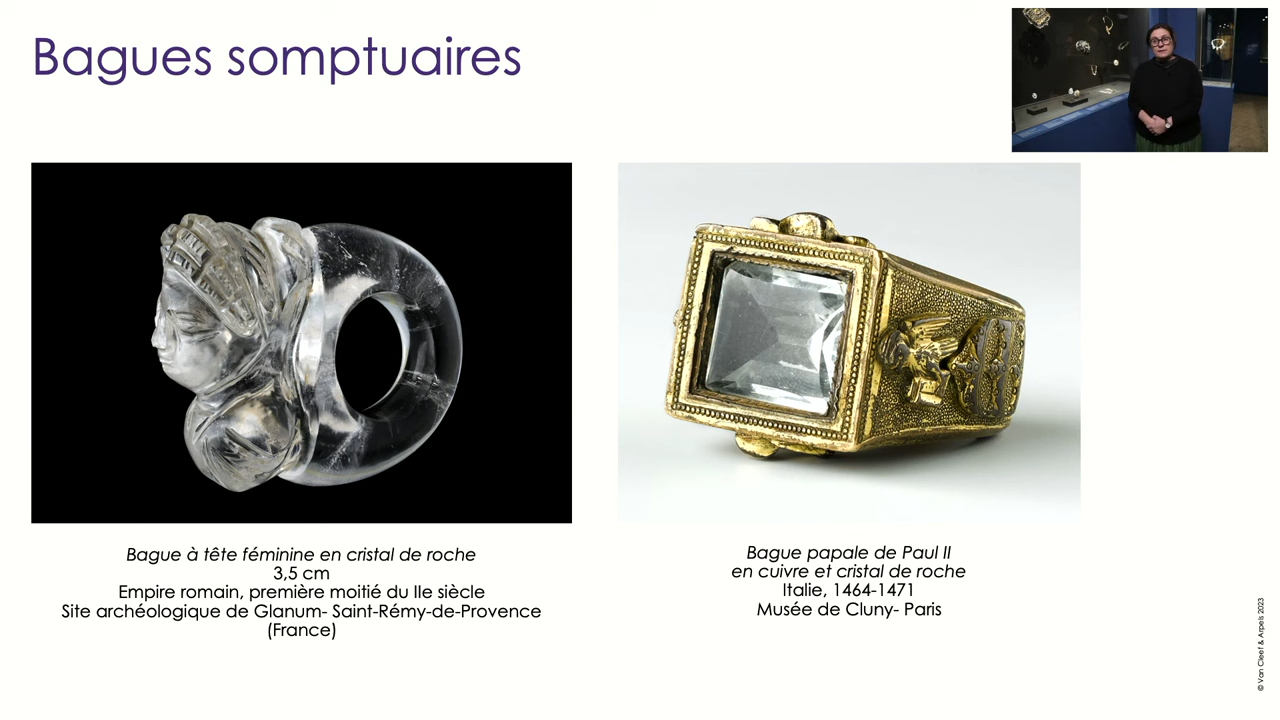 Bagues somptuaires
Bague à tête féminine en cristal de roche
3,5 cm
Empire romain, première moitié du IIe siècle
Site archéologique de Glanum- Saint-Rémy-de-Provence
(France)
Bague papale de Paul II
en cuivre et cristal de roche
Italie, 1464-1471
Musée de Cluny- Paris
© Van Cleef & Arpels 2023